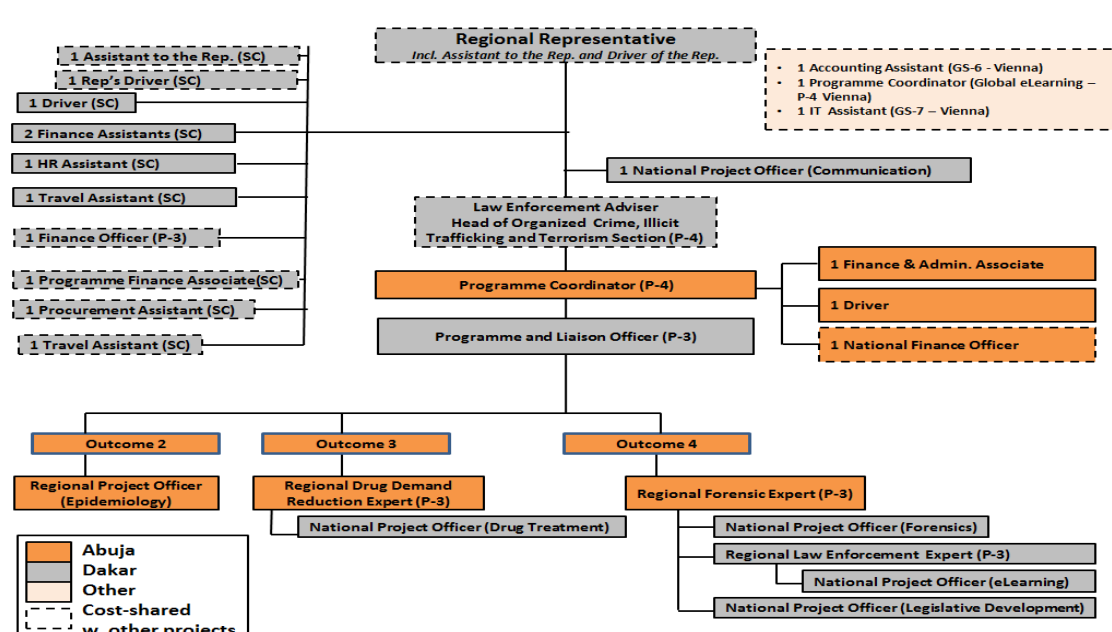 Regional Representative
Incl. Assistant to the Rep. and Driver of the Rep.
1 Assistant to the Rep. (SC)
1 Rep's Driver (SC)
1 Driver (SC)
2 Finance Assistants (SC)
1 HR Assistant (SC)
1 Travel Assistant (SC)
1 Finance Officer (P-3)
1 Programme Finance Associate(SC)
1 Procurement Assistant (SC)
1 Travel Assistant (SC)
• 1 Accounting Assistant (GS-6 - Vienna)
• 1 Programme Coordinator (Global eLearning –
P-4 Vienna)
• 1 IT Assistant (GS-7 – Vienna)
1 National Project Officer (Communication)
Law Enforcement Adviser
Head of Organized Crime, Illicit
Trafficking and Terrorism Section (P-4)
Programme Coordinator (P-4)
1 Finance & Admin. Associate
1 Driver
1 National Finance Officer
Programme and Liaison Officer (P-3)
Outcome 2
Outcome 3
Outcome 4
Regional Project Officer
(Epidemiology)
Regional Drug Demand
Reduction Expert (P-3)
National Project Officer (Drug Treatment)
Regional Forensic Expert (P-3)
National Project Officer (Forensics)
Regional Law Enforcement Expert (P-3)
National Project Officer (eLearning)
National Project Officer (Legislative Development)
Abuja
Dakar
Other
Cost-shared
w. other projects